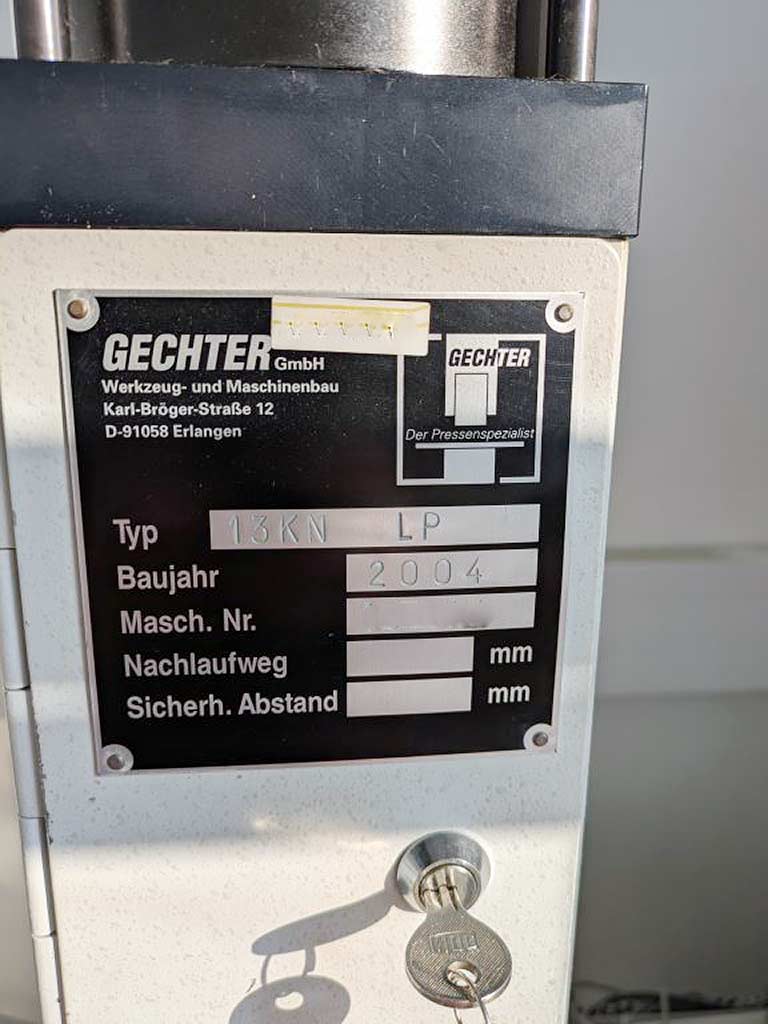 GECHTER GmbH
Werkzeug- und Maschinenbau
Karl-Bröger-Straße 12
D-91058 Erlangen
GECHTER
Der Pressenspezialist
Typ 13KN LP
Baujahr 2004
Masch. Nr.
Nachlaufweg mm
Sicherh. Abstand mm